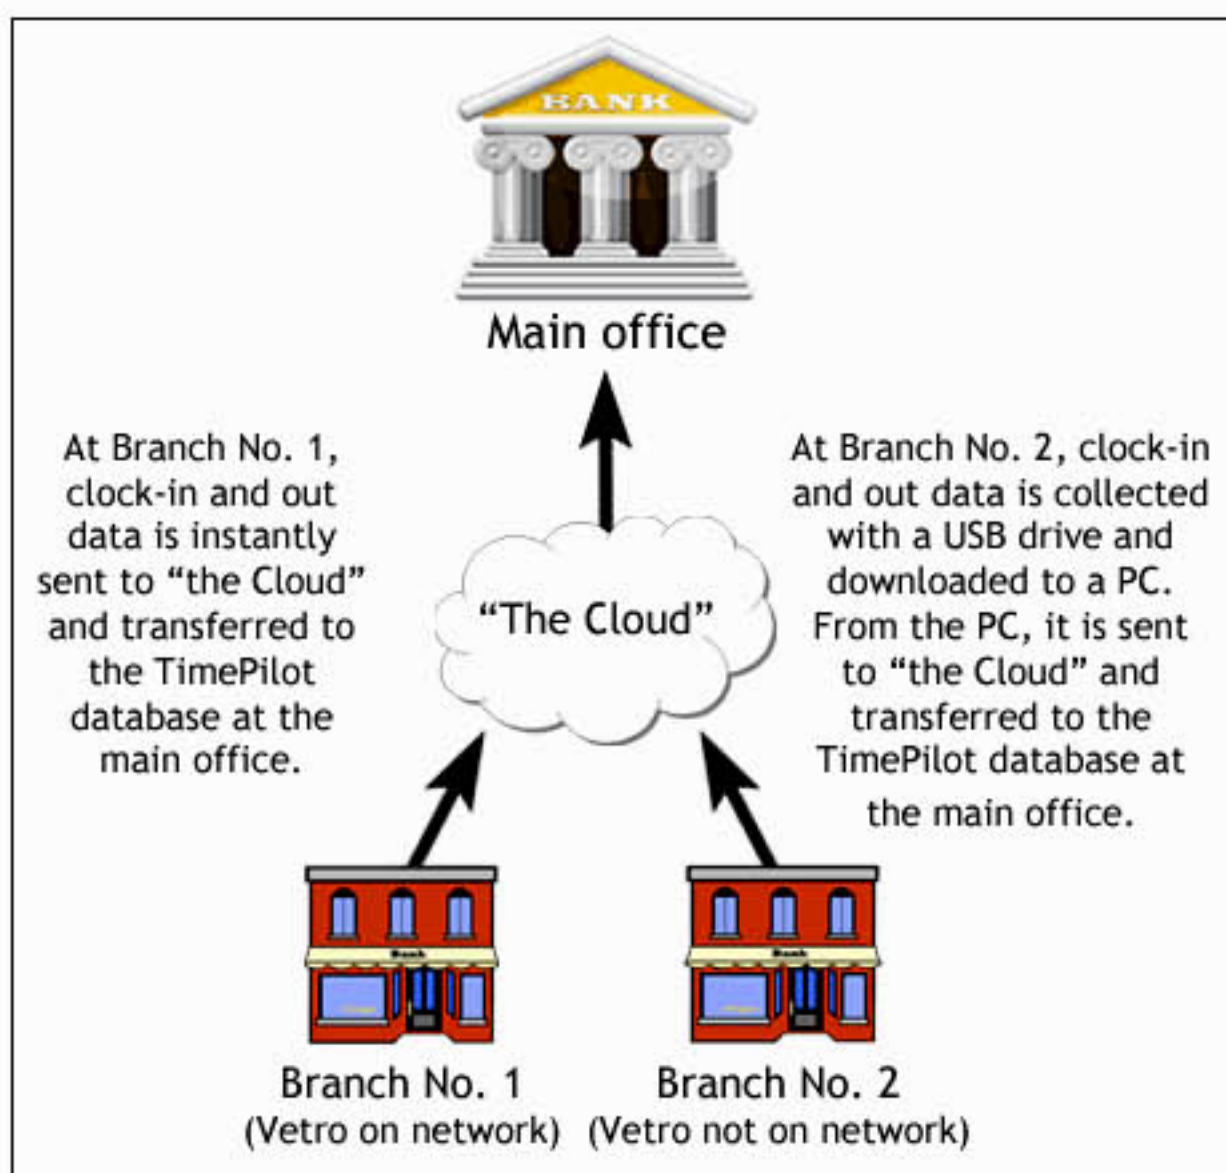 BANK
Main office
At Branch No. 1,
clock-in and out
data is instantly
sent to “the Cloud”
and transferred to
the TimePilot
database at the
main office.
“The Cloud”
At Branch No. 2, clock-in
and out data is collected
with a USB drive and
downloaded to a PC.
From the PC, it is sent
to “the Cloud” and
transferred to the
TimePilot database at
the main office.
Bank
Bank
Branch No. 1
(Vetro on network)
Branch No. 2
(Vetro not on network)